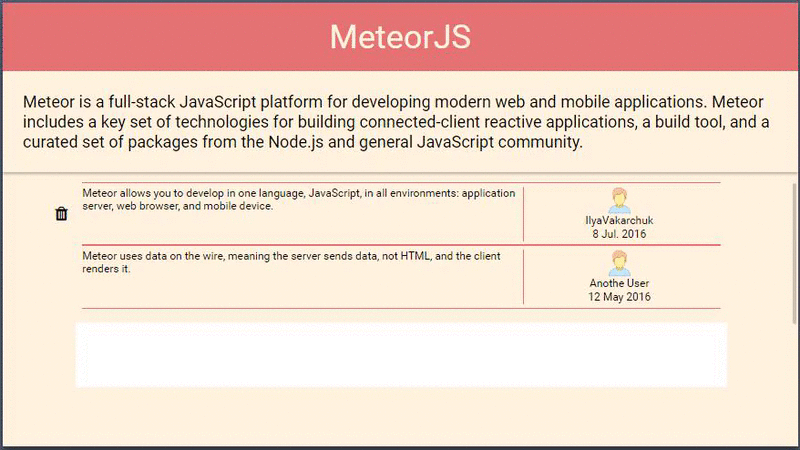 MeteorJS
Meteor is a full-stack JavaScript platform for developing modern web and mobile applications. Meteor
includes a key set of technologies for building connected-client reactive applications, a build tool, and a
curated set of packages from the Node.js and general JavaScript community.
Meteor allows you to develop in one language, JavaScript, in all environments: application
server, web browser, and mobile device.
IlyaVakarchuk
8 Jul. 2016
Meteor uses data on the wire, meaning the server sends data, not HTML, and the client
renders it.
Anothe User
12 May 2016